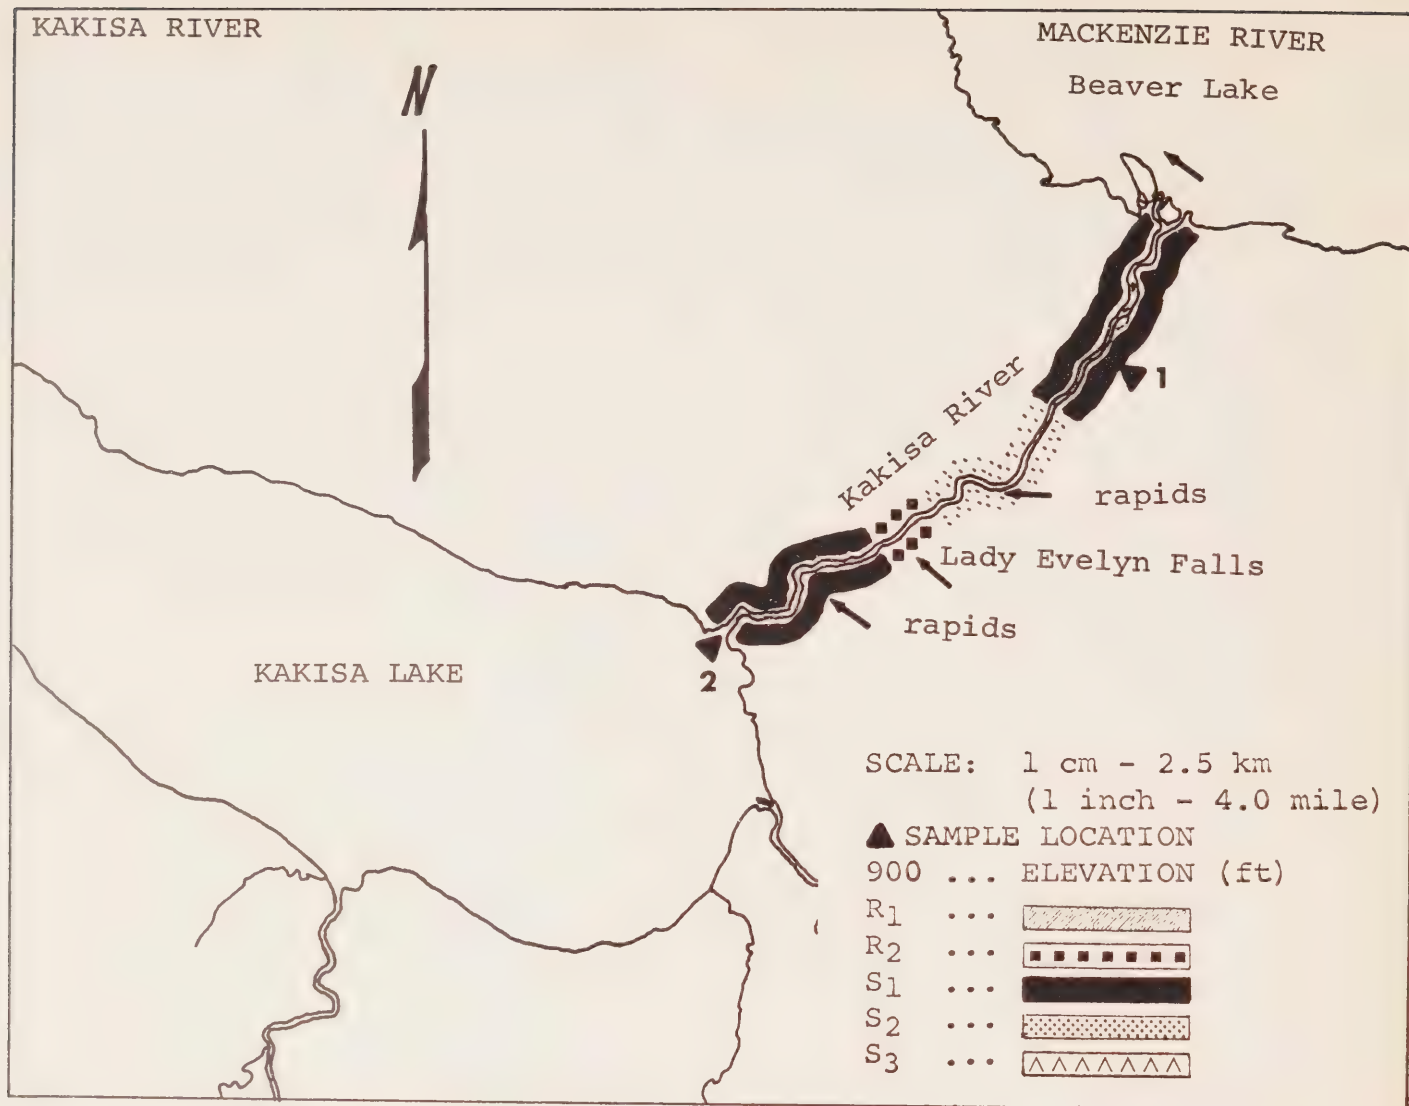 KAKISA RIVER
MACKENZIE RIVER
Beaver Lake
N
1
Kakisa River
rapids
Lady Evelyn Falls
rapids
2
KAKISA LAKE
SCALE: 1 cm - 2.5 km
(1 inch - 4.0 mile)
SAMPLE LOCATION
900 ... ELEVATION (ft)
R1 ...
R2 ...
S1 ...
S2 ...
S3 ...